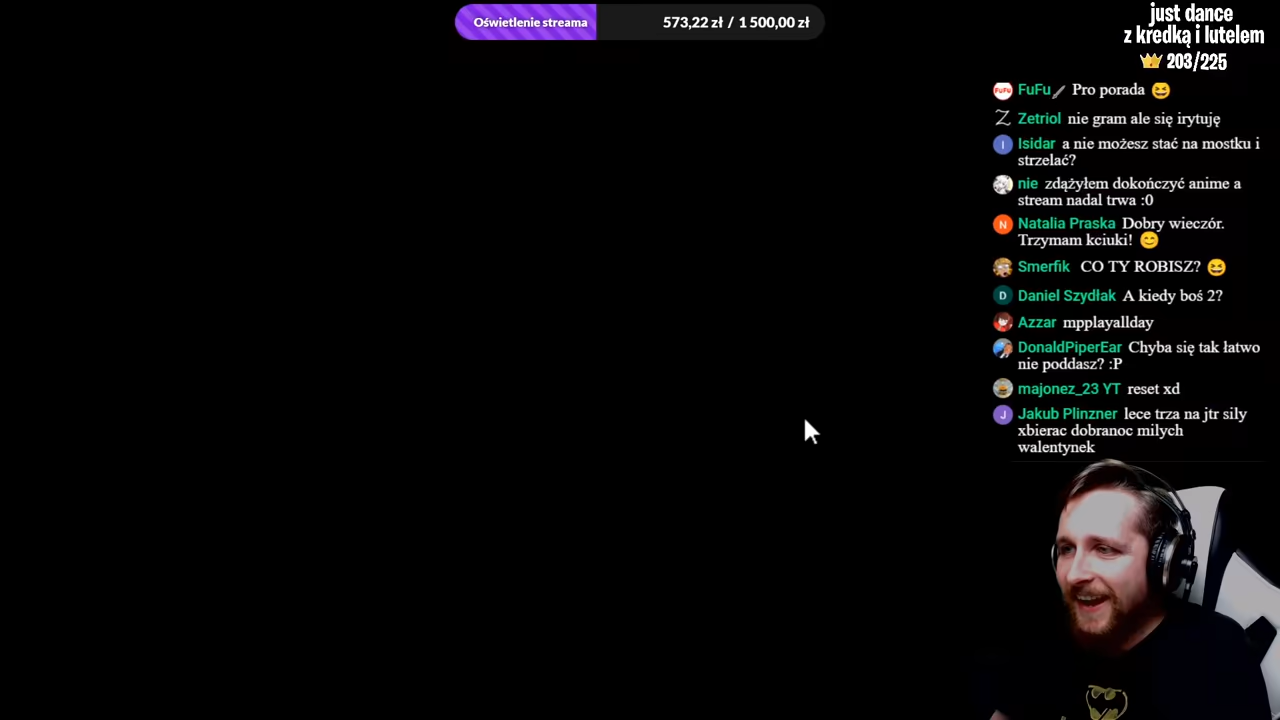 Oświetlenie streama 573,22 zł / 1 500,00 zł
just dance
z kredką i lutelem
203/225
FuFu Pro porada
Zetriol nie gram ale się irytuję
Isidar a nie możesz stać na mostku i
strzelać?
nie zdążyłem dokończyć anime a
stream nadal trwa :0
Natalia Praska Dobry wieczór.
Trzymam kciuki!
Smerfik CO TY ROBISZ?
Daniel Szydłak A kiedy boś 2?
Azzar mpplayallday
DonaldPiperEar Chyba się tak łatwo
nie poddasz? :P
majonez_23 YT reset xd
Jakub Plinzner lece trza na jtr sily
xbierac dobranoc milych
walentynek